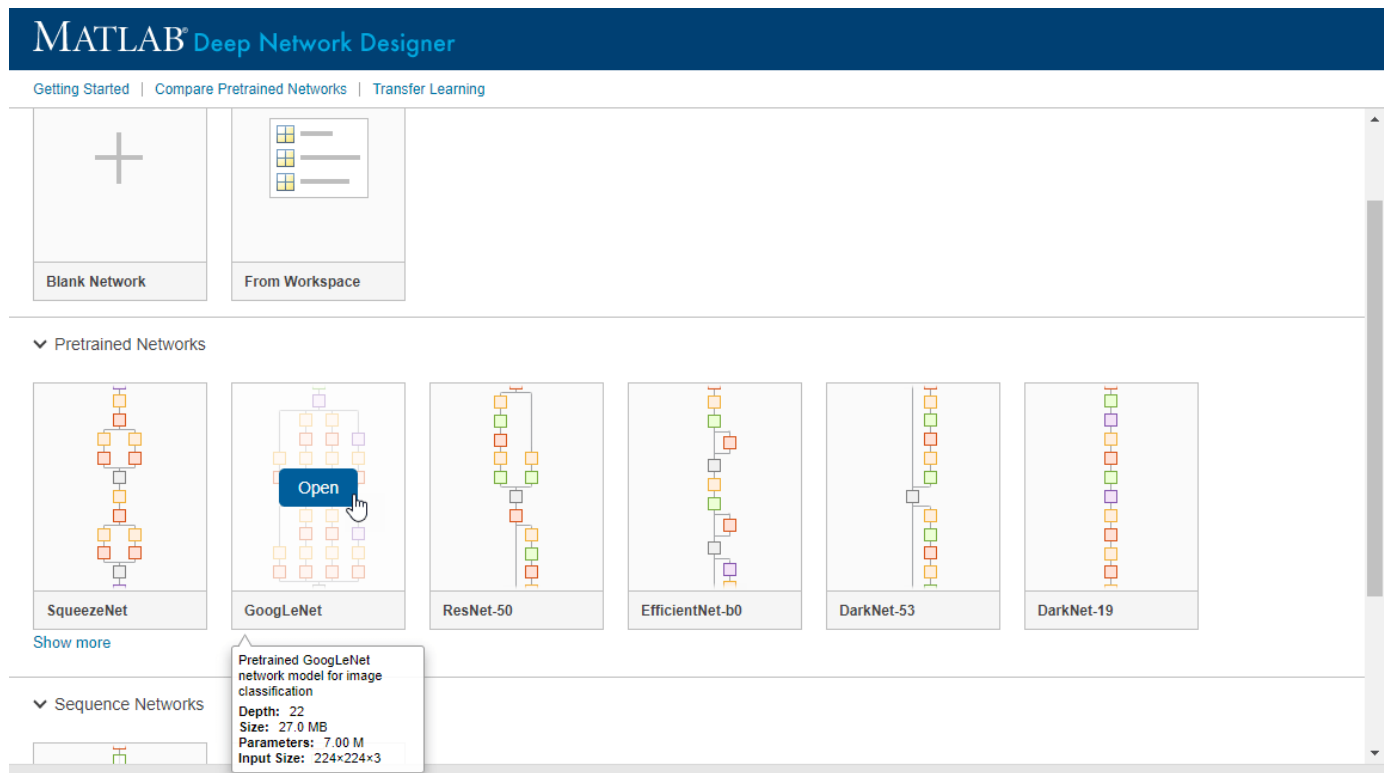 MATLAB® Deep Network Designer
Getting Started | Compare Pretrained Networks | Transfer Learning
Blank Network
From Workspace
Pretrained Networks
Open
SqueezeNet
GoogLeNet
ResNet-50
EfficientNet-b0
DarkNet-53
DarkNet-19
Show more
Pretrained GoogLeNet
network model for image
classification
Depth: 22
Size: 27.0 MB
Parameters: 7.00 M
Input Size: 224×224×3
Sequence Networks